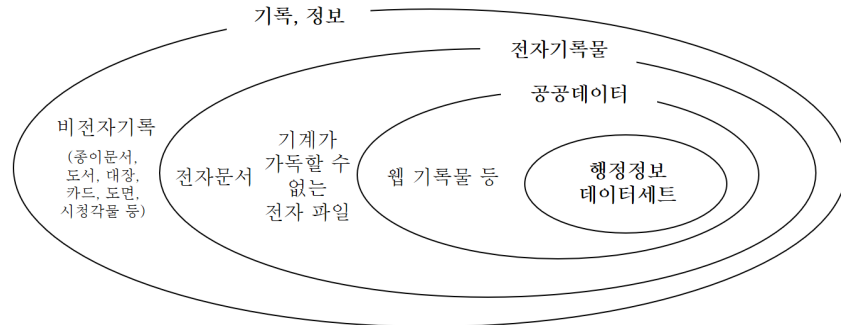 기록, 정보
전자기록물
공공데이터
비전자기록
(종이문서,
도서, 대장,
카드, 도면,
시청각물 등)
전자문서
기계가
가독할 수
없는
전자 파일
웹 기록물 등
행정정보
데이터세트